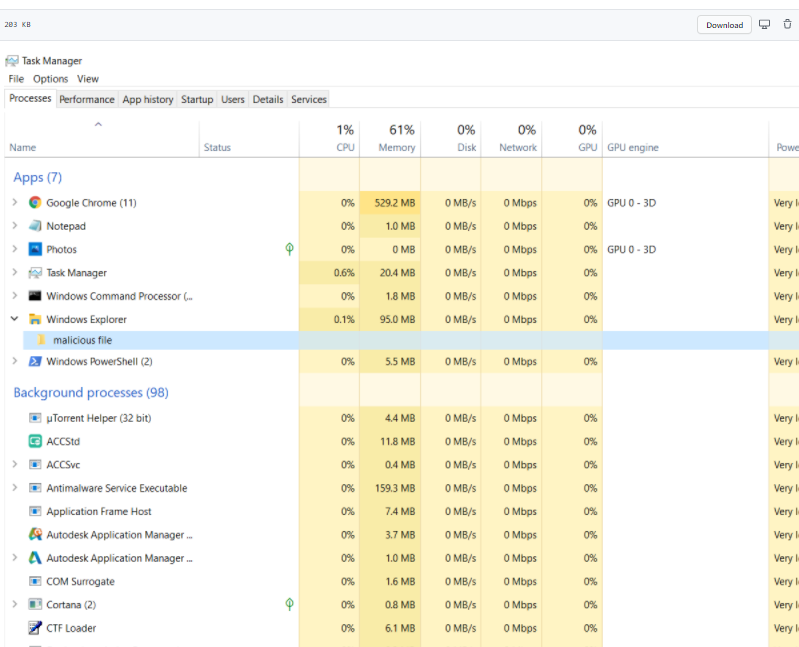 203 KB
Download
Task Manager
File Options View
Processes Performance App history Startup Users Details Services
1% 61% 0% 0% 0%
Name Status CPU Memory Disk Network GPU GPU engine Powe
Apps (7)
Google Chrome (11) 0% 529.2 MB 0 MB/s 0 Mbps 0% GPU 0 - 3D Very l
Notepad 0% 1.0 MB 0 MB/s 0 Mbps 0% Very l
Photos 0% 0 MB 0 MB/s 0 Mbps 0% GPU 0 - 3D Very l
Task Manager 0.6% 20.4 MB 0 MB/s 0 Mbps 0% Very l
Windows Command Processor (... 0% 1.8 MB 0 MB/s 0 Mbps 0% Very l
Windows Explorer 0.1% 95.0 MB 0 MB/s 0 Mbps 0% Very l
malicious file
Windows PowerShell (2) 0% 5.5 MB 0 MB/s 0 Mbps 0% Very l
Background processes (98)
µTorrent Helper (32 bit) 0% 4.4 MB 0 MB/s 0 Mbps 0% Very l
ACCStd 0% 11.8 MB 0 MB/s 0 Mbps 0% Very l
ACCSvc 0% 0.4 MB 0 MB/s 0 Mbps 0% Very l
Antimalware Service Executable 0% 159.3 MB 0 MB/s 0 Mbps 0% Very l
Application Frame Host 0% 7.4 MB 0 MB/s 0 Mbps 0% Very l
Autodesk Application Manager ... 0% 3.7 MB 0 MB/s 0 Mbps 0% Very l
Autodesk Application Manager ... 0% 1.0 MB 0 MB/s 0 Mbps 0% Very l
COM Surrogate 0% 1.6 MB 0 MB/s 0 Mbps 0% Very l
Cortana (2) 0% 0.8 MB 0 MB/s 0 Mbps 0% Very l
CTF Loader 0% 6.1 MB 0 MB/s 0 Mbps 0% Very l